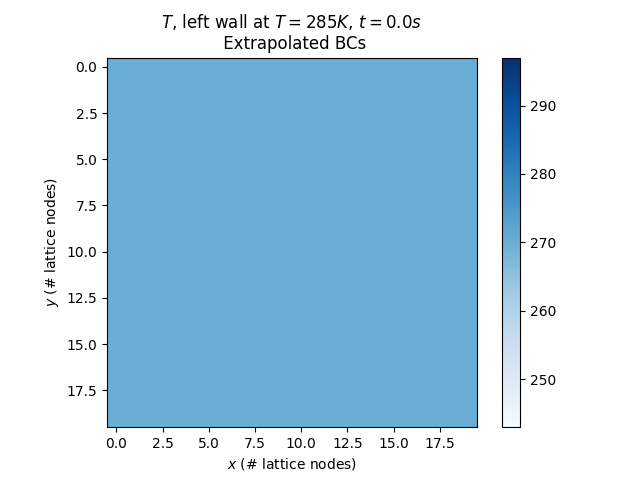 T, left wall at T = 285K, t = 0.0s
Extrapolated BCs
0.0
2.5
5.0
7.5
10.0
12.5
15.0
17.5
y (# lattice nodes)
0.0 2.5 5.0 7.5 10.0 12.5 15.0 17.5
x (# lattice nodes)
290
280
270
260
250